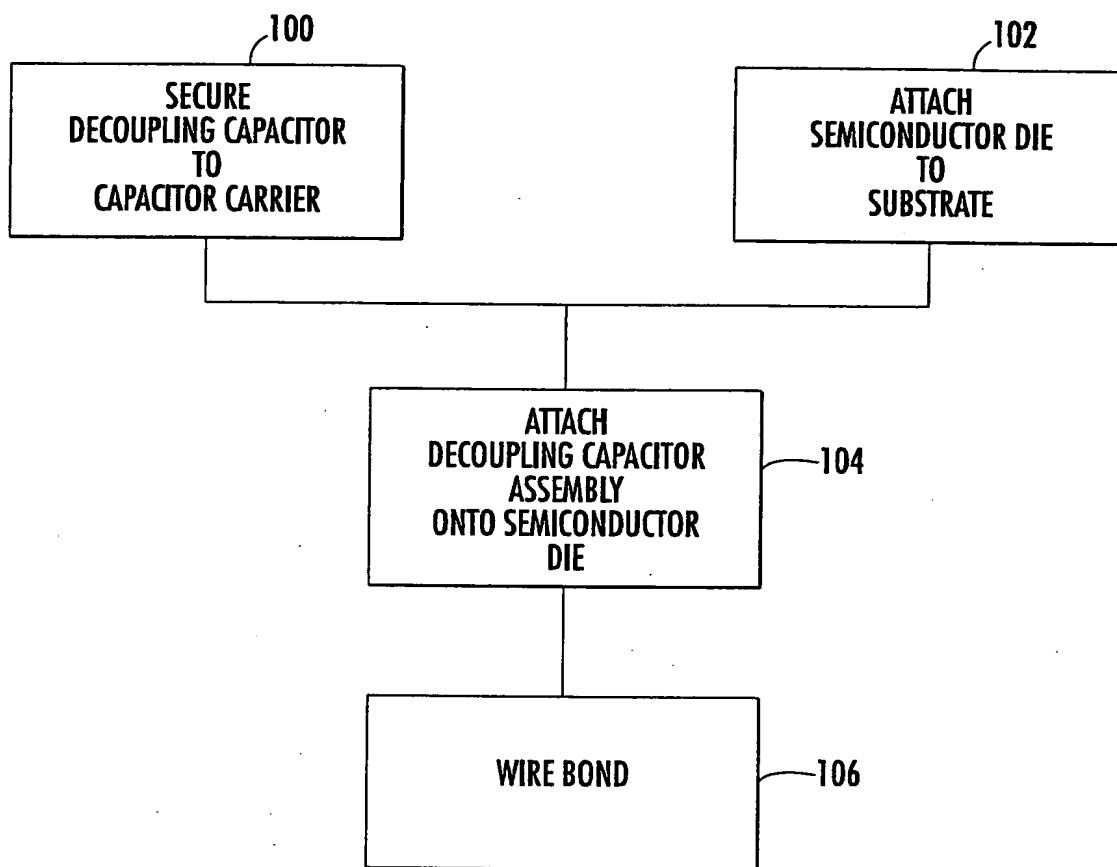 100
SECURE
DECOUPLING CAPACITOR
TO
CAPACITOR CARRIER
102
ATTACH
SEMICONDUCTOR DIE
TO
SUBSTRATE
ATTACH
DECOUPLING CAPACITOR
ASSEMBLY
ONTO SEMICONDUCTOR
DIE
104
WIRE BOND
106